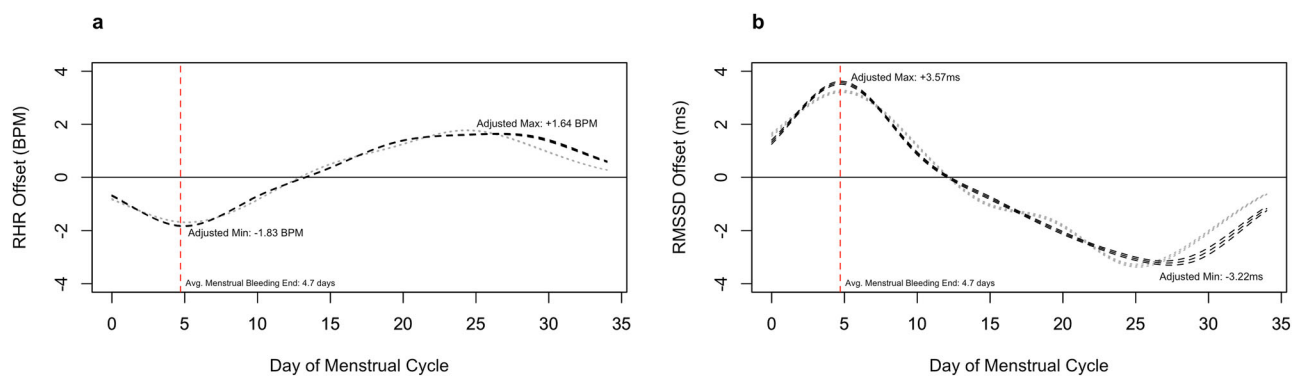 a
4
2
0
-2
-4
RHR Offset (BPM)
Adjusted Max: +1.64 BPM
Adjusted Min: -1.83 BPM
Avg. Menstrual Bleeding End: 4.7 days
0 5 10 15 20 25 30 35
Day of Menstrual Cycle
b
4
2
0
-2
-4
RMSSD Offset (ms)
Adjusted Max: +3.57ms
Adjusted Min: -3.22ms
Avg. Menstrual Bleeding End: 4.7 days
0 5 10 15 20 25 30 35
Day of Menstrual Cycle